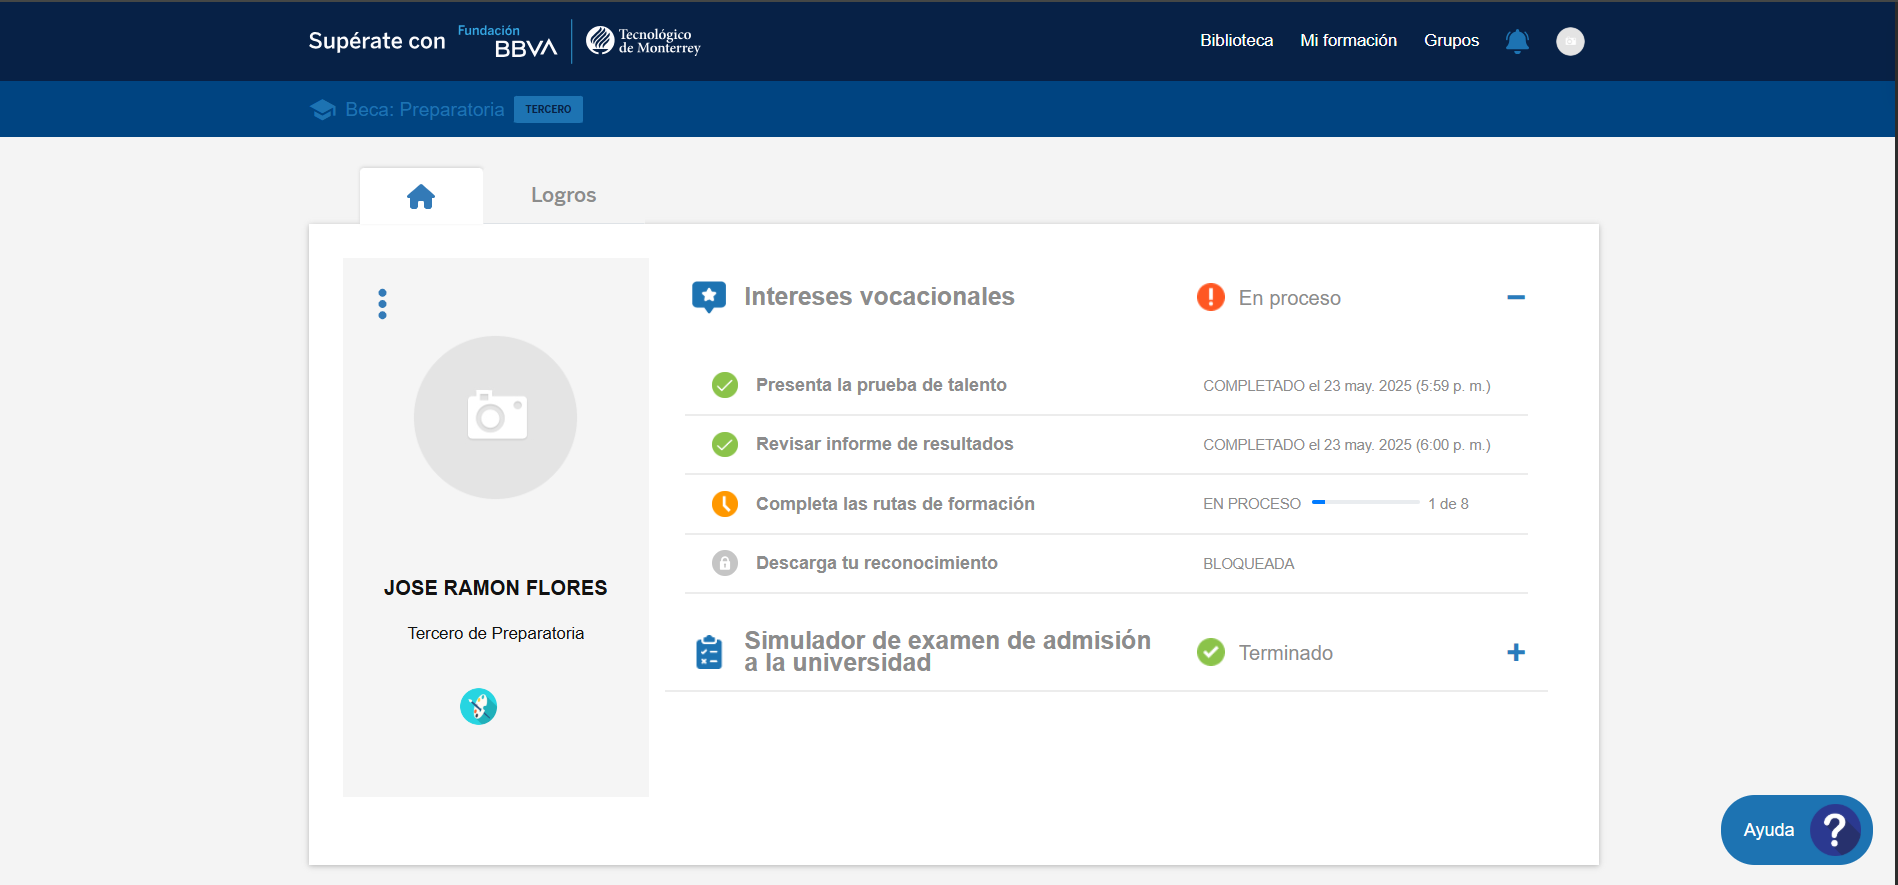 Supérate con Fundación BBVA Tecnológico de Monterrey
Biblioteca Mi formación Grupos
Beca: Preparatoria TERCERO
Logros
JOSE RAMON FLORES
Tercero de Preparatoria
Intereses vocacionales En proceso
Presenta la prueba de talento COMPLETADO el 23 may. 2025 (5:59 p. m.)
Revisar informe de resultados COMPLETADO el 23 may. 2025 (6:00 p. m.)
Completa las rutas de formación EN PROCESO 1 de 8
Descarga tu reconocimiento BLOQUEADA
Simulador de examen de admisión
a la universidad
Terminado
Ayuda ?